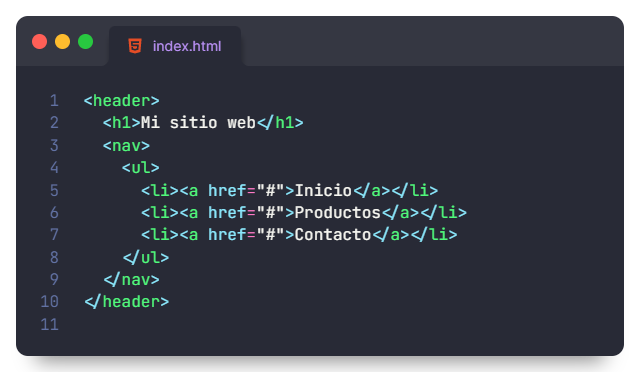 index.html
1 <header>
2   <h1>Mi sitio web</h1>
3   <nav>
4     <ul>
5       <li><a href="#">Inicio</a></li>
6       <li><a href="#">Productos</a></li>
7       <li><a href="#">Contacto</a></li>
8     </ul>
9   </nav>
10 </header>
11